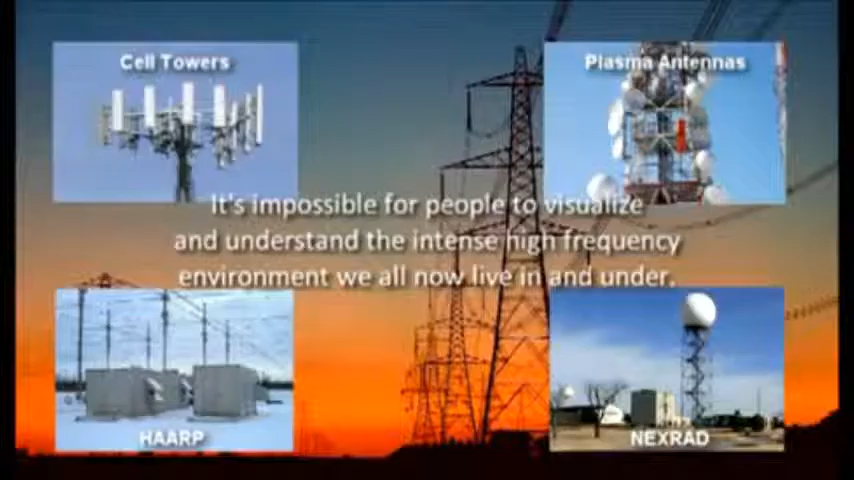 Cell Towers
Plasma Antennas
It's impossible for people to visualize
and understand the intense high frequency
environment we all now live in and under.
HAARP
NEXRAD